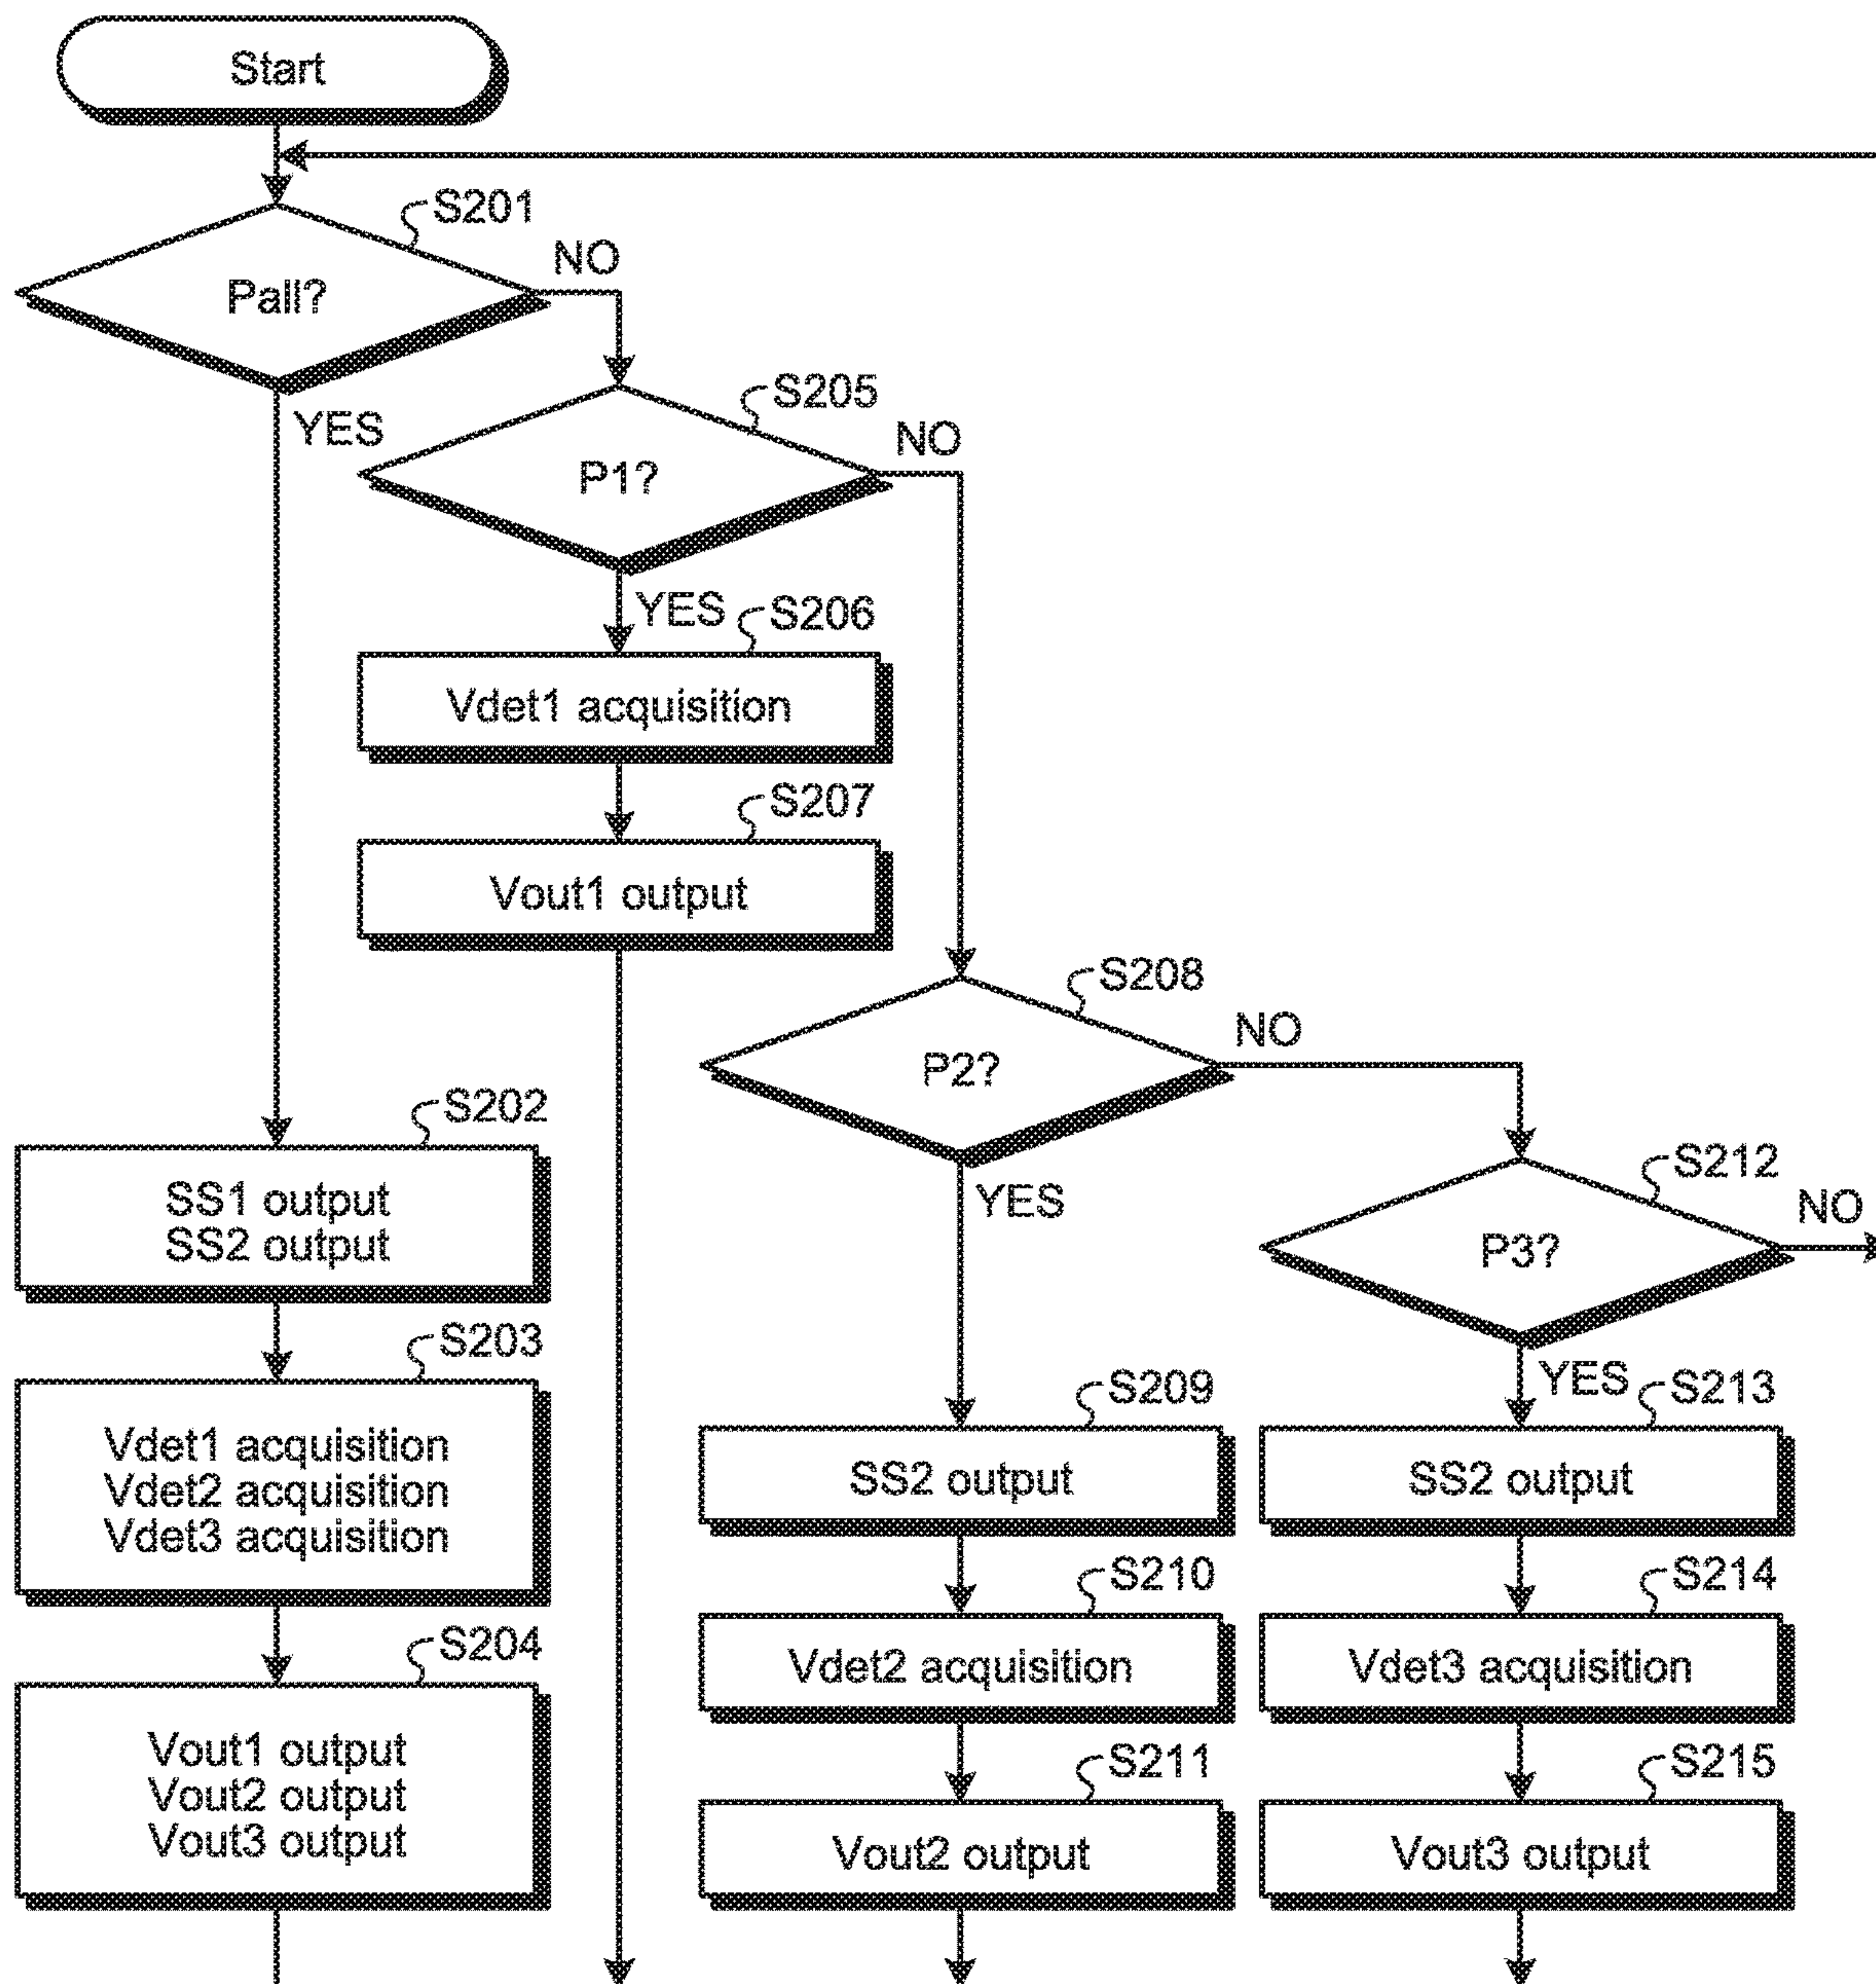 Start
S201
Pall?
NO
YES
S205
P1?
NO
YES
S206
Vdet1 acquisition
S207
Vout1 output
S208
P2?
NO
YES
S202
SS1 output
SS2 output
S212
P3?
NO
YES
S203
Vdet1 acquisition
Vdet2 acquisition
Vdet3 acquisition
S209
SS2 output
S213
SS2 output
S210
Vdet2 acquisition
S214
Vdet3 acquisition
S204
Vout1 output
Vout2 output
Vout3 output
S211
Vout2 output
S215
Vout3 output